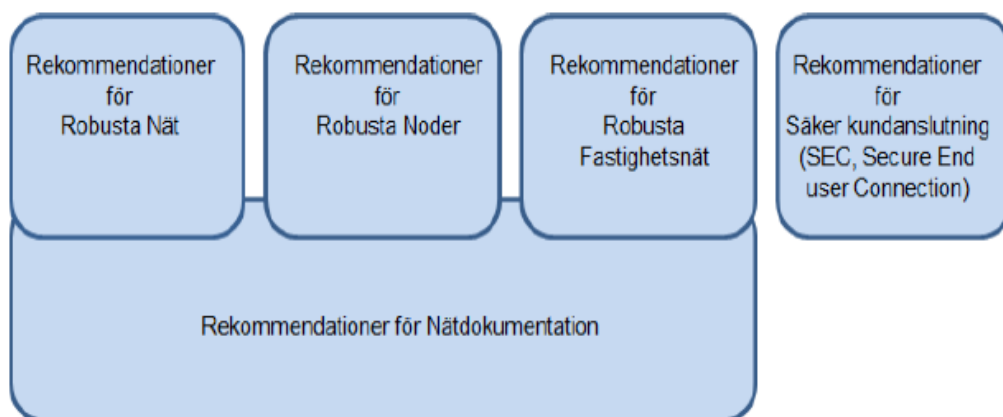 Rekommendationer
för
Robusta Nät
Rekommendationer
för
Robusta Noder
Rekommendationer
för
Robusta
Fastighetsnät
Rekommendationer
för
Säker kundanslutning
(SEC, Secure End
user Connection)
Rekommendationer för Nätdokumentation